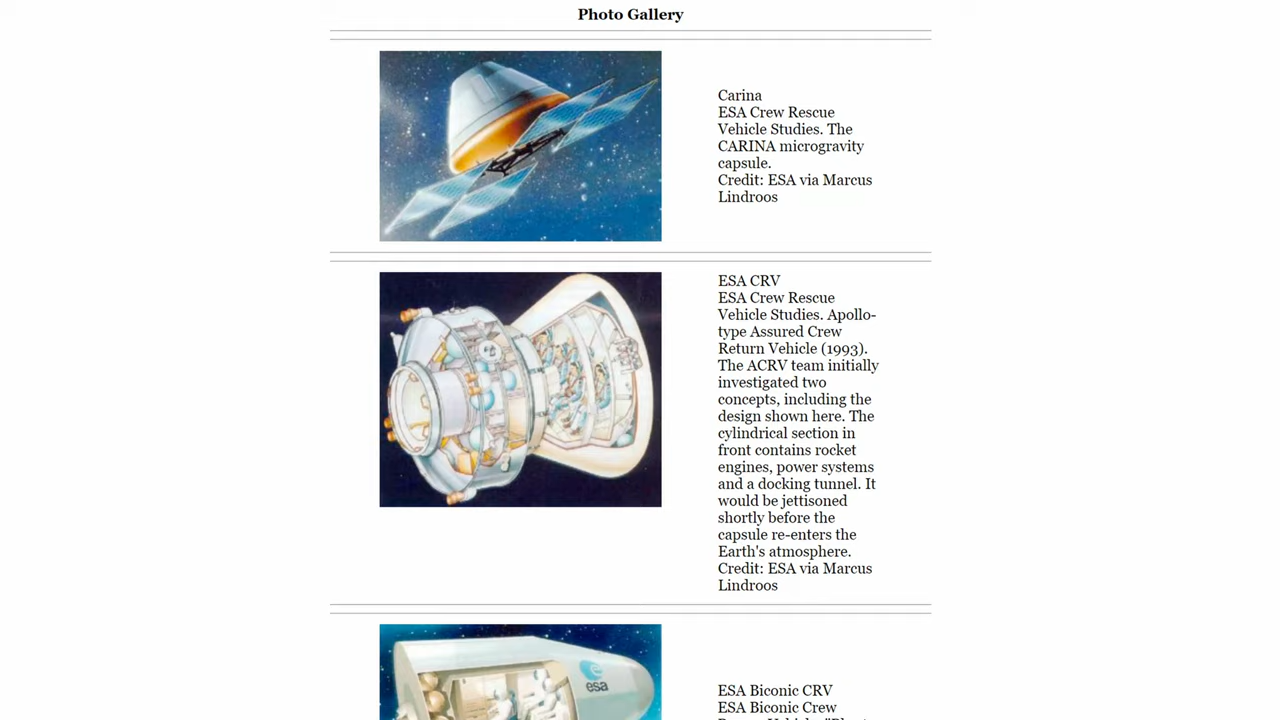 Photo Gallery
Carina
ESA Crew Rescue
Vehicle Studies. The
CARINA microgravity
capsule.
Credit: ESA via Marcus
Lindroos
ESA CRV
ESA Crew Rescue
Vehicle Studies. Apollo-
type Assured Crew
Return Vehicle (1993).
The ACRV team initially
investigated two
concepts, including the
design shown here. The
cylindrical section in
front contains rocket
engines, power systems
and a docking tunnel. It
would be jettisoned
shortly before the
capsule re-enters the
Earth's atmosphere.
Credit: ESA via Marcus
Lindroos
esa
ESA Biconic CRV
ESA Biconic Crew